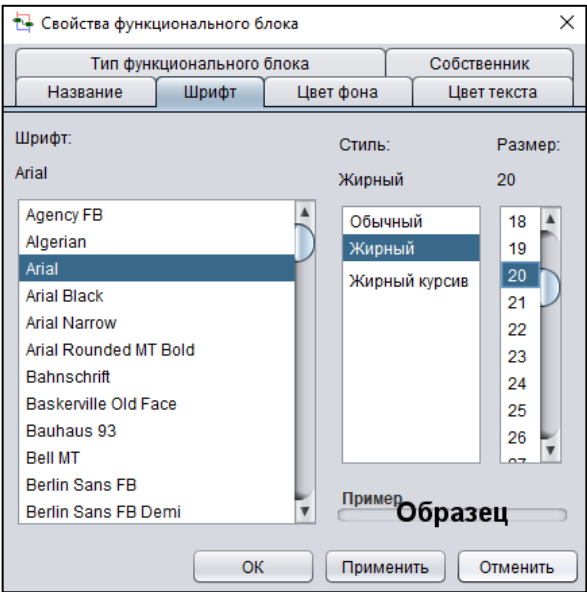 Свойства функционального блока
Тип функционального блока Собственник
Название Шрифт Цвет фона Цвет текста
Шрифт: Стиль: Размер:
Arial Жирный 20
Agency FB
Algerian
Arial
Arial Black
Arial Narrow
Arial Rounded MT Bold
Bahnschrift
Baskerville Old Face
Bauhaus 93
Bell MT
Berlin Sans FB
Berlin Sans FB Demi
Обычный
Жирный
Жирный курсив
18
19
20
21
22
23
24
25
26
27
Пример
Образец
ОК Применить Отменить